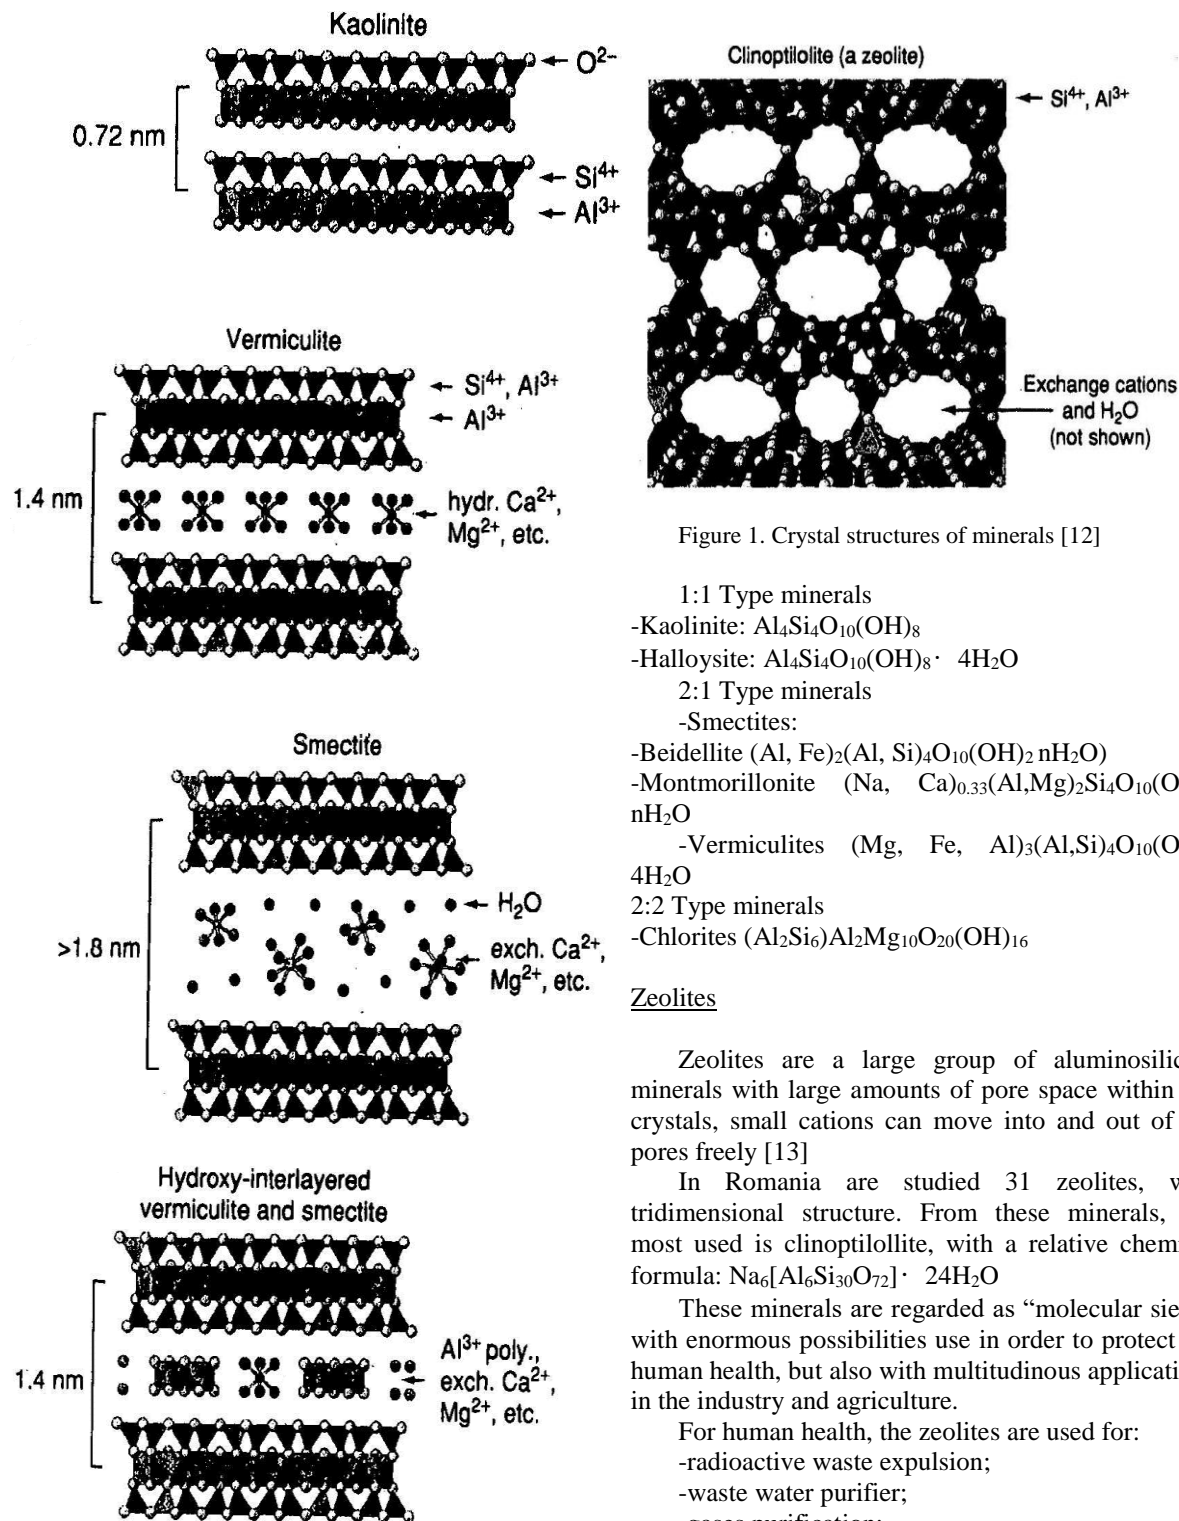 Kaolinite
O²⁻
0.72 nm
Si⁴⁺
Al³⁺
Vermiculite
Si⁴⁺, Al³⁺
Al³⁺
1.4 nm
hydr. Ca²⁺,
Mg²⁺, etc.
Smectite
H₂O
>1.8 nm
exch. Ca²⁺,
Mg²⁺, etc.
Hydroxy-interlayered
vermiculite and smectite
Al³⁺ poly.,
1.4 nm
exch. Ca²⁺,
Mg²⁺, etc.
Clinoptilolite (a zeolite)
Si⁴⁺, Al³⁺
Exchange cations
and H₂O
(not shown)
Figure 1. Crystal structures of minerals [12]
1:1 Type minerals
-Kaolinite: Al₄Si₄O₁₀(OH)₈
-Halloysite: Al₄Si₄O₁₀(OH)₈· 4H₂O
2:1 Type minerals
-Smectites:
-Beidellite (Al, Fe)₂(Al, Si)₄O₁₀(OH)₂ nH₂O)
-Montmorillonite (Na, Ca)₀.₃₃(Al,Mg)₂Si₄O₁₀(O
nH₂O
-Vermiculites (Mg, Fe, Al)₃(Al,Si)₄O₁₀(O
4H₂O
2:2 Type minerals
-Chlorites (Al₂Si₆)Al₂Mg₁₀O₂₀(OH)₁₆
Zeolites
Zeolites are a large group of aluminosilic
minerals with large amounts of pore space within
crystals, small cations can move into and out of
pores freely [13]
In Romania are studied 31 zeolites, w
tridimensional structure. From these minerals,
most used is clinoptilollite, with a relative chemi
formula: Na₆[Al₆Si₃₀O₇₂]· 24H₂O
These minerals are regarded as “molecular sie
with enormous possibilities use in order to protect
human health, but also with multitudinous applicati
in the industry and agriculture.
For human health, the zeolites are used for:
-radioactive waste expulsion;
-waste water purifier;